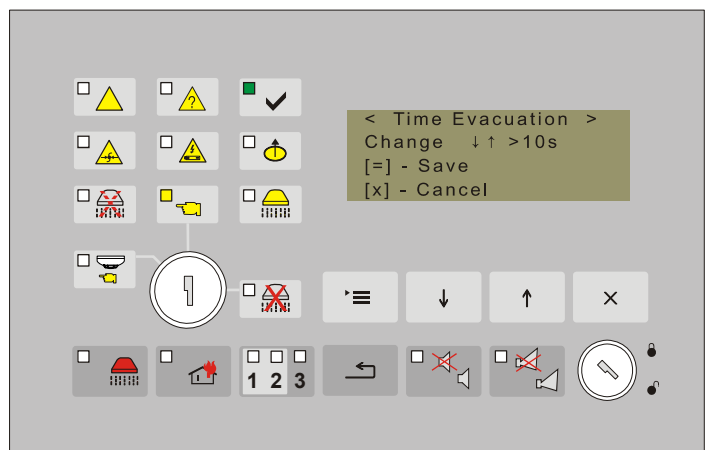 ?
< Time Evacuation >
Change ↓↑ >10s
[=] - Save
[x] - Cancel
1 2 3